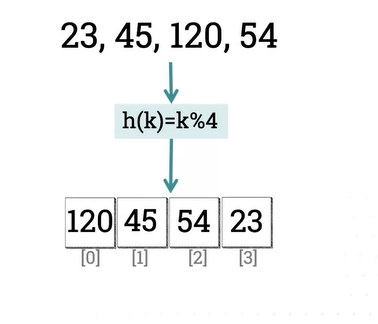 23, 45, 120, 54
h(k)=k%4
120 45 54 23
[0] [1] [2] [3]